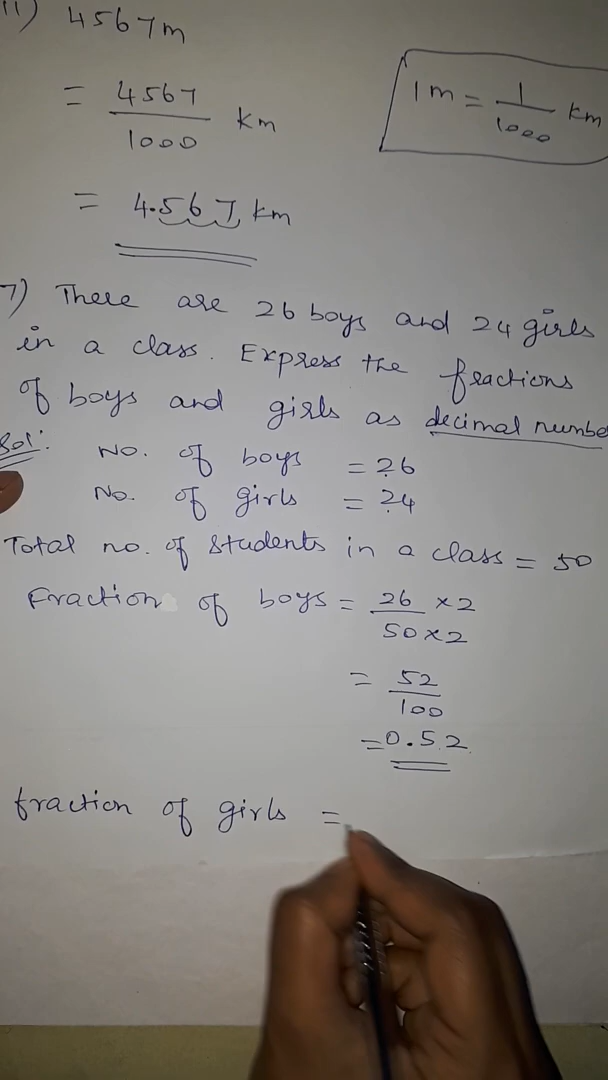 11) 4567m
= 4567/1000 km
1 m = 1/1000 km
= 4.567 km
7) There are 26 boys and 24 girls
in a class. Express the fractions
of boys and girls as decimal number
Sol:
No. of boys = 26
No. of girls = 24
Total no. of students in a class = 50
Fraction of boys = 26 × 2 / 50 × 2
= 52/100
= 0.52
fraction of girls =